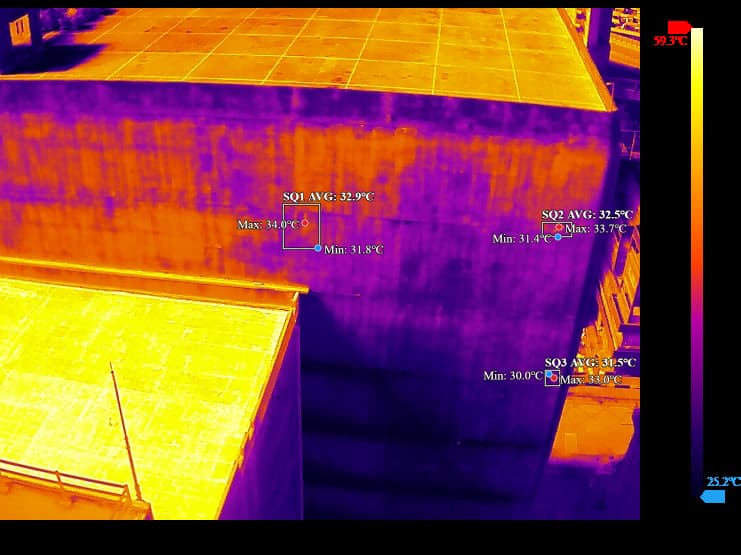 59.3°C
SQ1 AVG: 32.9°C
Max: 34.0°C
Min: 31.8°C
SQ2 AVG: 32.5°C
Max: 33.7°C
Min: 31.4°C
SQ3 AVG: 31.5°C
Min: 30.0°C
Max: 33.0°C
25.2°C